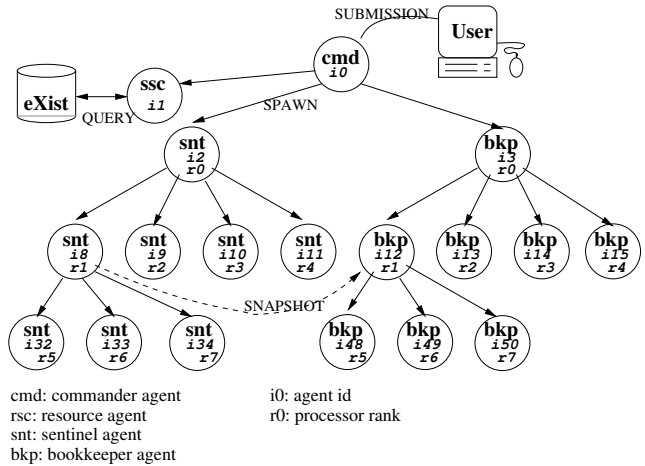 SUBMISSION
User
cmd
i0
eXist
ssc
i1
QUERY
SPAWN
snt
i2
r0
bkp
i3
r0
snt
i8
r1
snt
i9
r2
snt
i10
r3
snt
i11
r4
bkp
i12
r1
bkp
i13
r2
bkp
i14
r3
bkp
i15
r4
SNAPSHOT
snt
i32
r5
snt
i33
r6
snt
i34
r7
bkp
i48
r5
bkp
i49
r6
bkp
i50
r7
cmd: commander agent
rsc: resource agent
snt: sentinel agent
bkp: bookkeeper agent
i0: agent id
r0: processor rank